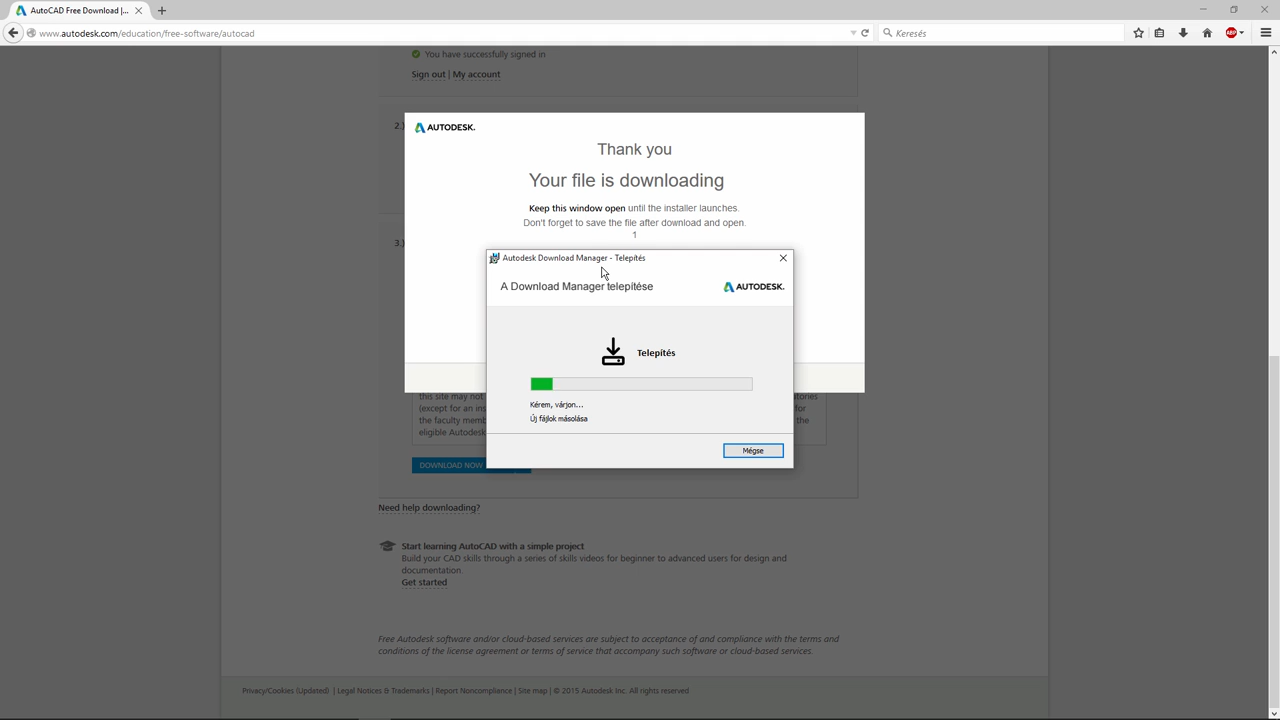 AutoCAD Free Download |...
www.autodesk.com/education/free-software/autocad
Keresés
ABP
You have successfully signed in
Sign out | My account
2.)
AUTODESK.
Thank you
Your file is downloading
Keep this window open until the installer launches.
Don't forget to save the file after download and open.
1
3.)
Autodesk Download Manager - Telepítés
A Download Manager telepítése
AUTODESK.
Telepítés
Kérem, várjon...
Új fájlok másolása
Mégse
this site may not
(except for an ins
for
the faculty memb
the
eligible Autodesk
DOWNLOAD NOW
Need help downloading?
Start learning AutoCAD with a simple project
Build your CAD skills through a series of skills videos for beginner to advanced users for design and
documentation.
Get started
Free Autodesk software and/or cloud-based services are subject to acceptance of and compliance with the terms and
conditions of the license agreement or terms of service that accompany such software or cloud-based services.
Privacy/Cookies (Updated) | Legal Notices & Trademarks | Report Noncompliance | Site map | © 2015 Autodesk Inc. All rights reserved